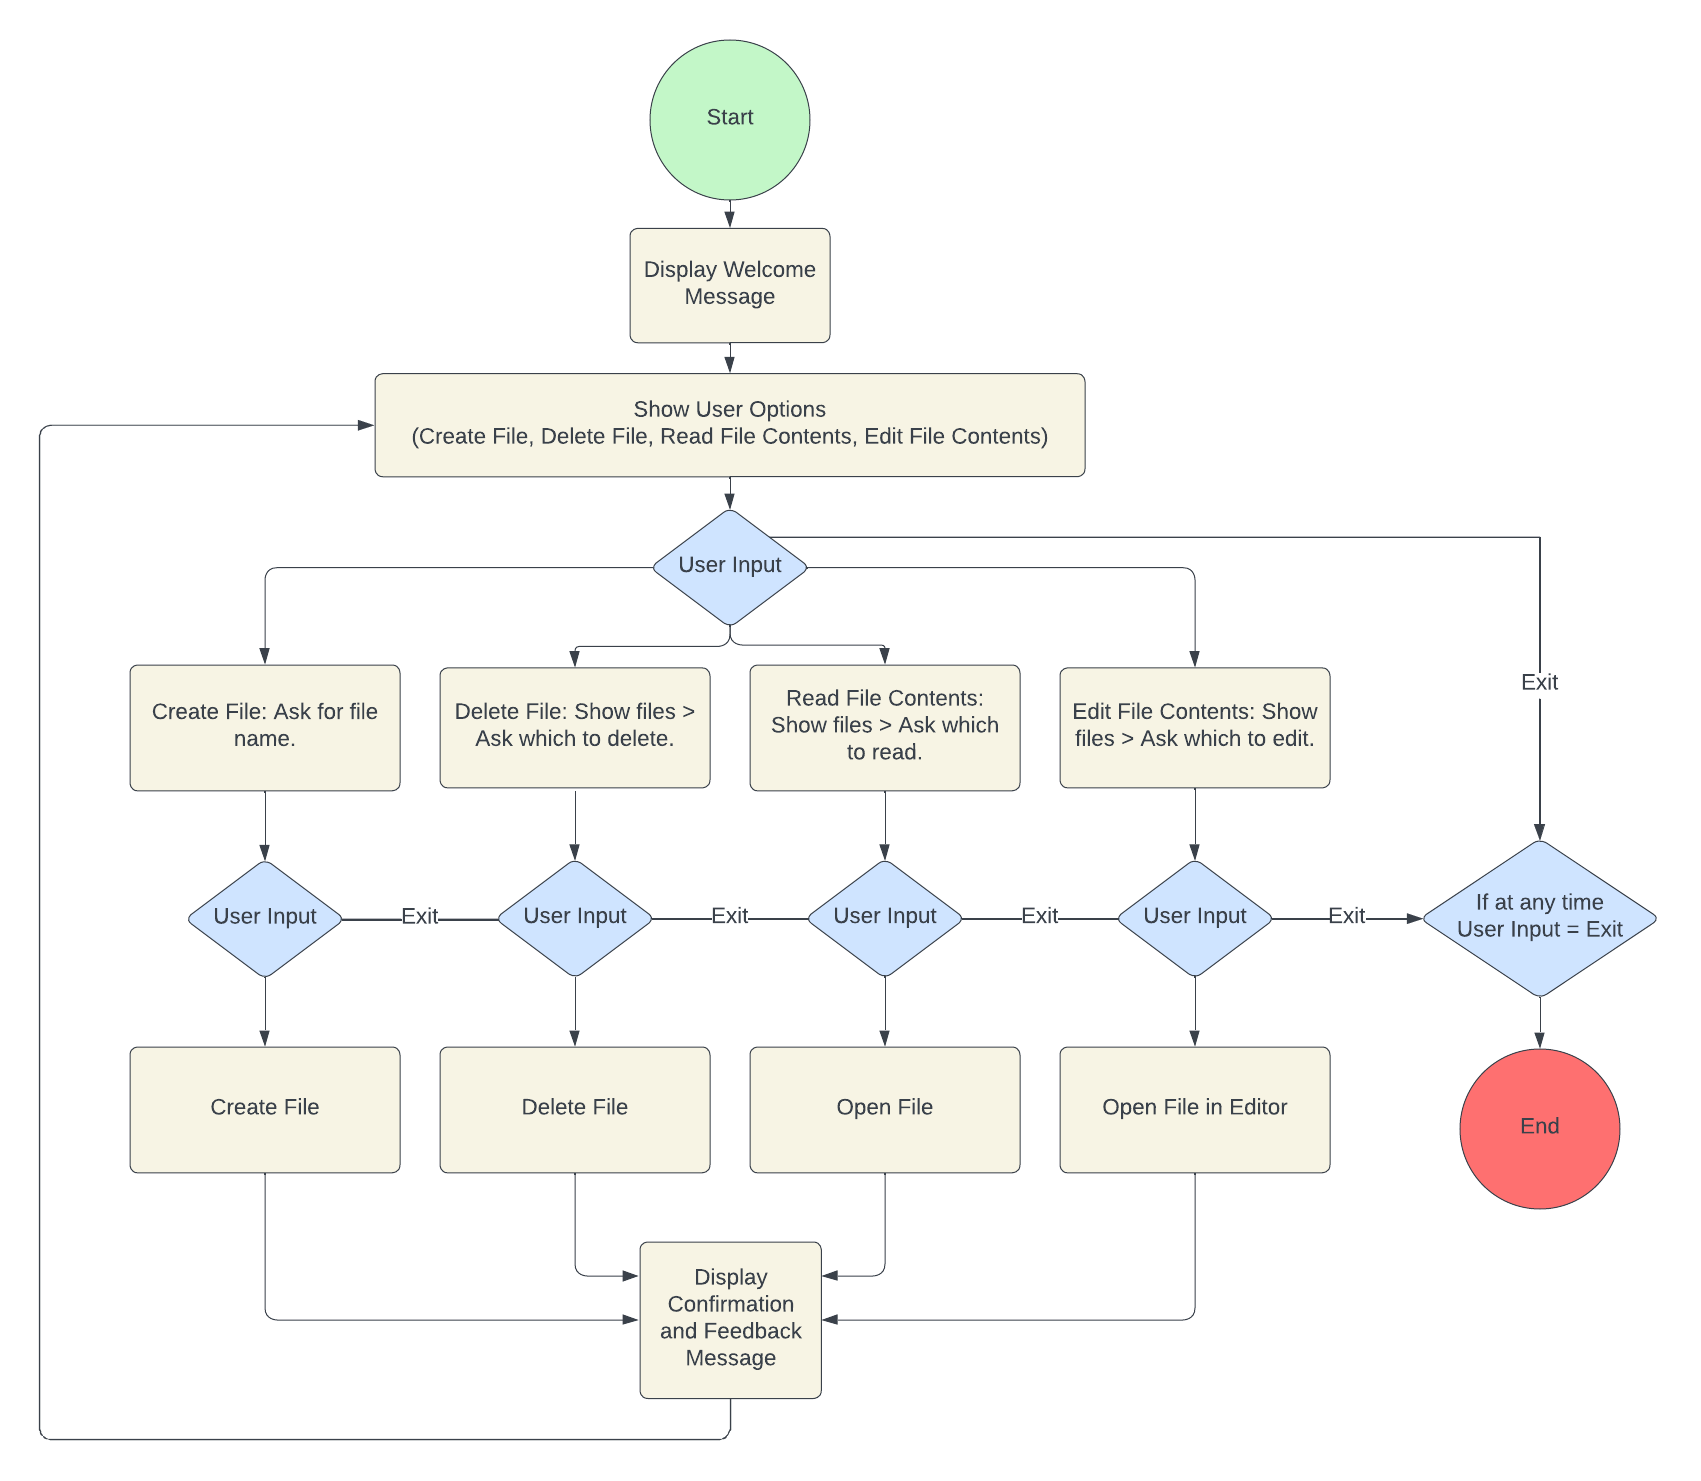 Start
Display Welcome
Message
Show User Options
(Create File, Delete File, Read File Contents, Edit File Contents)
User Input
Exit
Create File: Ask for file
name.
Delete File: Show files >
Ask which to delete.
Read File Contents:
Show files > Ask which
to read.
Edit File Contents: Show
files > Ask which to edit.
User Input
Exit
User Input
Exit
User Input
Exit
User Input
Exit
If at any time
User Input = Exit
Create File
Delete File
Open File
Open File in Editor
End
Display
Confirmation
and Feedback
Message